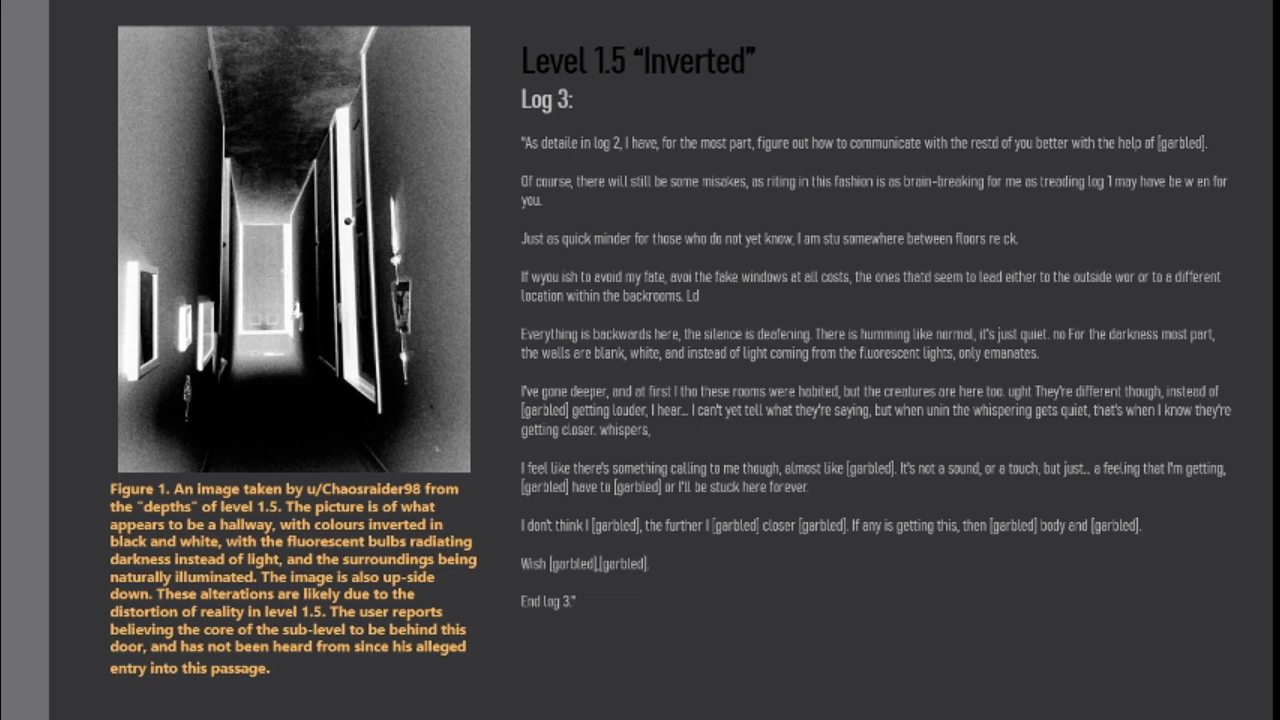 Level 1.5 “Inverted”
Log 3:
"As detaile in log 2, I have, for the most part, figure out how to communicate with the restd of you better with the help of [garbled].
Of course, there will still be some misakes, as riting in this fashion is as brain-breaking for me as treading log 1 may have be w en for
you.
Just as quick minder for those who do not yet know, I am stu somewhere between floors re ck.
If wyou ish to avoid my fate, avoi the fake windows at all costs, the ones thatd seem to lead either to the outside wor or to a different
location within the backrooms. Ld
Everything is backwards here, the silence is deafening. There is humming like normal, it's just quiet. no For the darkness most part,
the walls are blank, white, and instead of light coming from the fluorescent lights, only emanates.
I've gone deeper, and at first I tho these rooms were habited, but the creatures are here too. ught They're different though, instead of
[garbled] getting louder, I hear... I can't yet tell what they're saying, but when unin the whispering gets quiet, that's when I know they're
getting closer. whispers,
I feel like there's something calling to me though, almost like [garbled]. It's not a sound, or a touch, but just... a feeling that I'm getting,
[garbled] have to [garbled] or I'll be stuck here forever.
I don't think I [garbled], the further I [garbled] closer [garbled]. If any is getting this, then [garbled] body and [garbled].
Wish [garbled],[garbled].
End log 3."
Figure 1. An image taken by u/Chaosraider98 from
the "depths" of level 1.5. The picture is of what
appears to be a hallway, with colours inverted in
black and white, with the fluorescent bulbs radiating
darkness instead of light, and the surroundings being
naturally illuminated. The image is also up-side
down. These alterations are likely due to the
distortion of reality in level 1.5. The user reports
believing the core of the sub-level to be behind this
door, and has not been heard from since his alleged
entry into this passage.